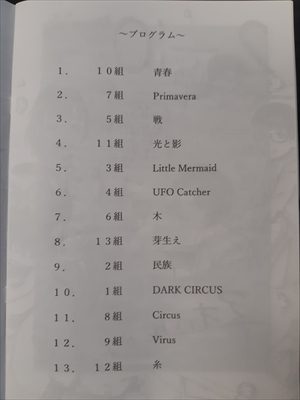 ～プログラム～
１．　１０組　青春
２．　７組　Primavera
３．　５組　戦
４．　１１組　光と影
５．　３組　Little Mermaid
６．　４組　UFO Catcher
７．　６組　木
８，　１３組　芽生え
９．　２組　民族
１０．　１組　DARK CIRCUS
１１．　８組　Circus
１２．　９組　Virus
１３．　１２組　糸